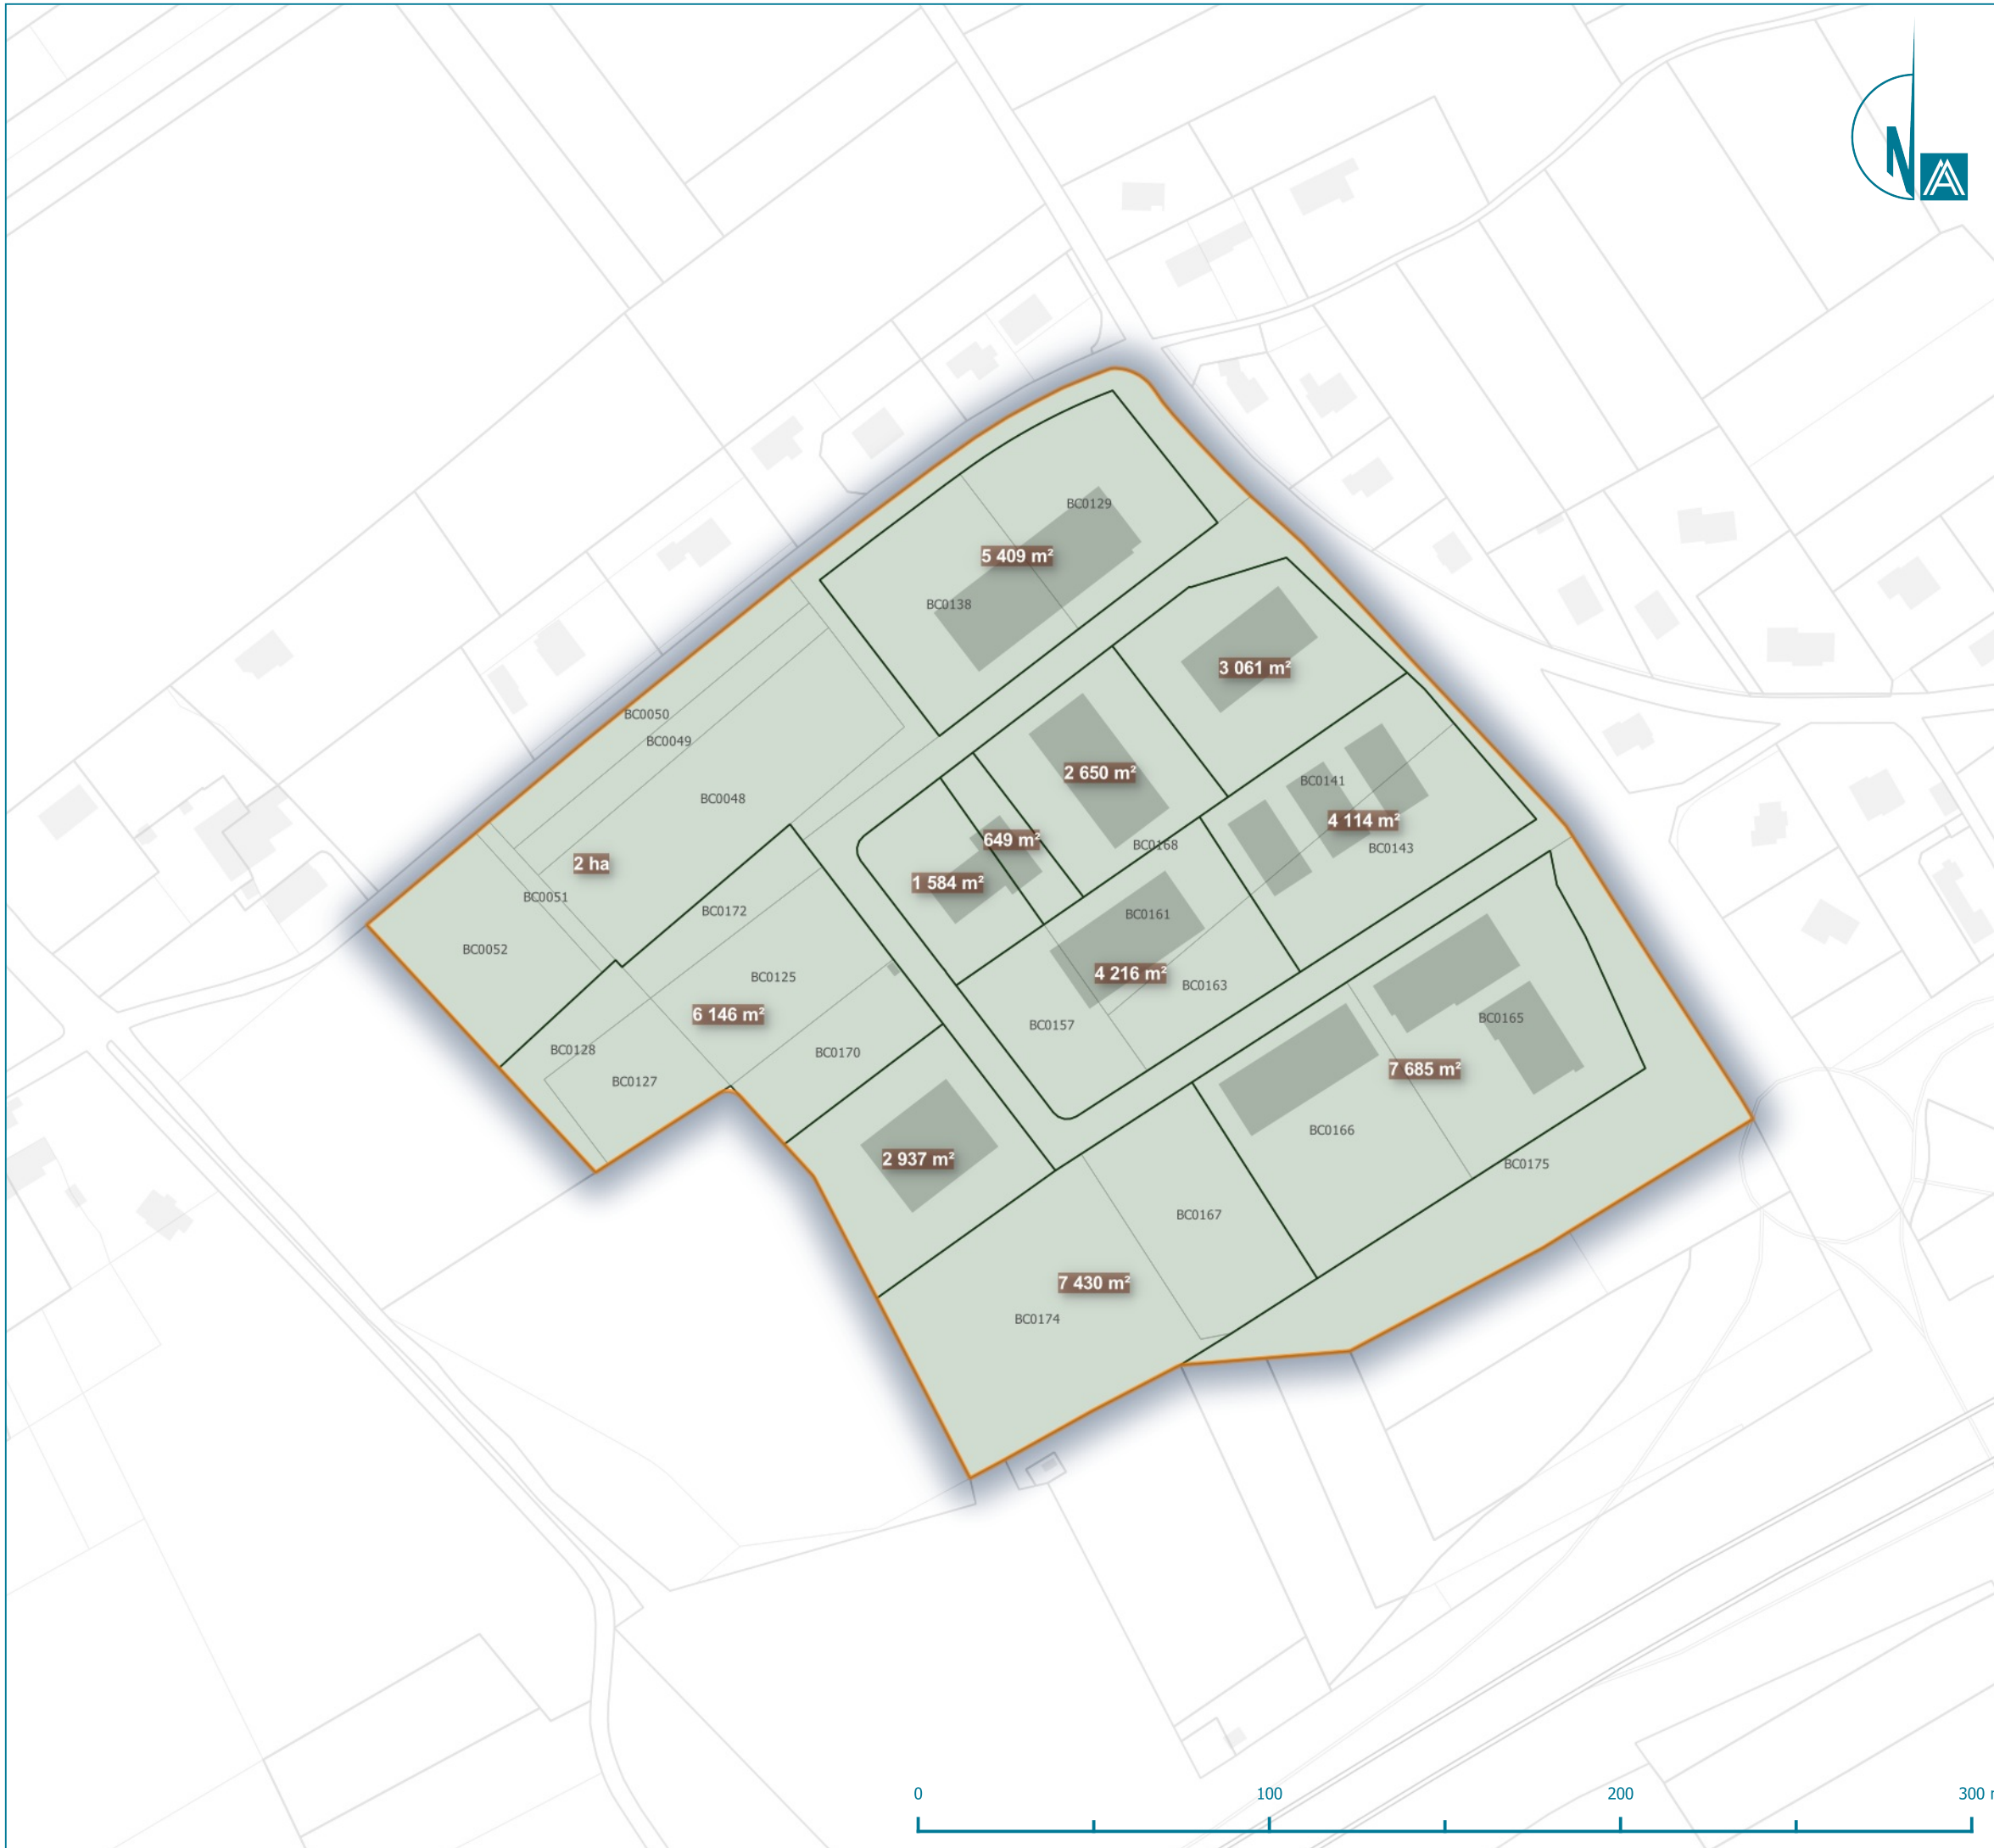 N
BC0129
5 409 m²
BC0138
3 061 m²
BC0050
BC0049
2 650 m²
BC0141
BC0048
4 114 m²
649 m²
BC0168
BC0143
2 ha
1 584 m²
BC0051
BC0172
BC0161
BC0052
4 216 m²
BC0125
BC0163
6 146 m²
BC0165
BC0157
BC0128
BC0170
7 685 m²
BC0127
BC0166
2 937 m²
BC0175
BC0167
7 430 m²
BC0174
0 100 200 300